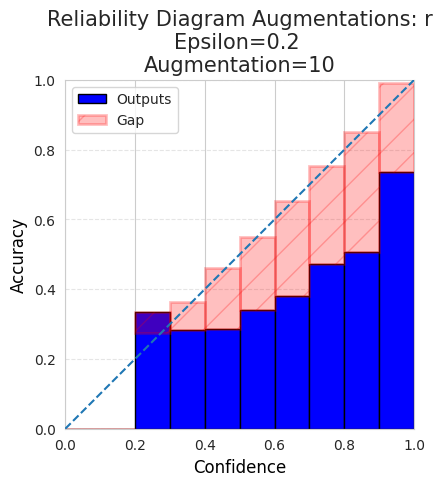 Reliability Diagram Augmentations: r
Epsilon=0.2
Augmentation=10
Outputs
Gap
1.0
0.8
0.6
0.4
0.2
0.0
Accuracy
0.0 0.2 0.4 0.6 0.8 1.0
Confidence